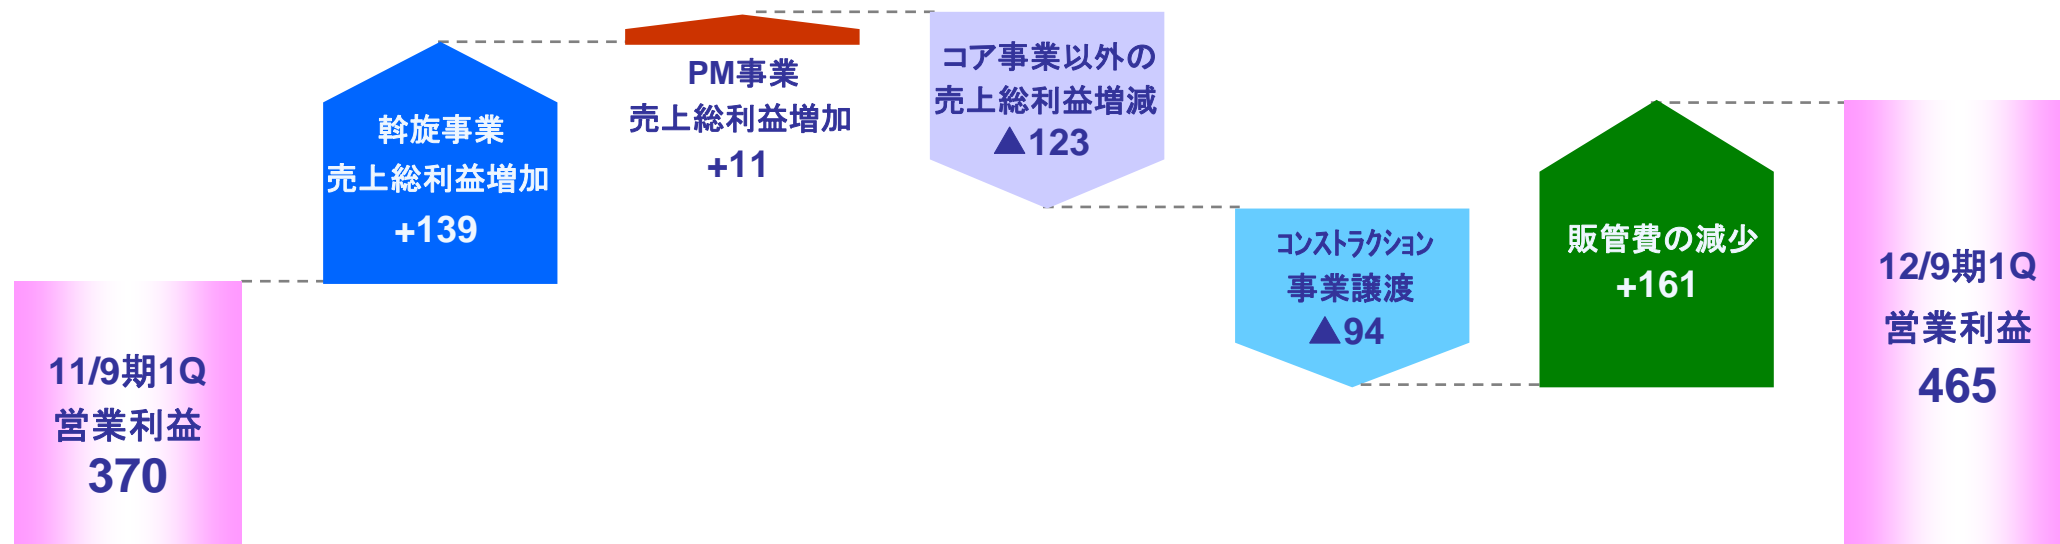 11/9期1Q
営業利益
370
斡旋事業
売上総利益増加
+139
PM事業
売上総利益増加
+11
コア事業以外の
売上総利益増減
▲123
コンストラクション
事業譲渡
▲94
販管費の減少
+161
12/9期1Q
営業利益
465